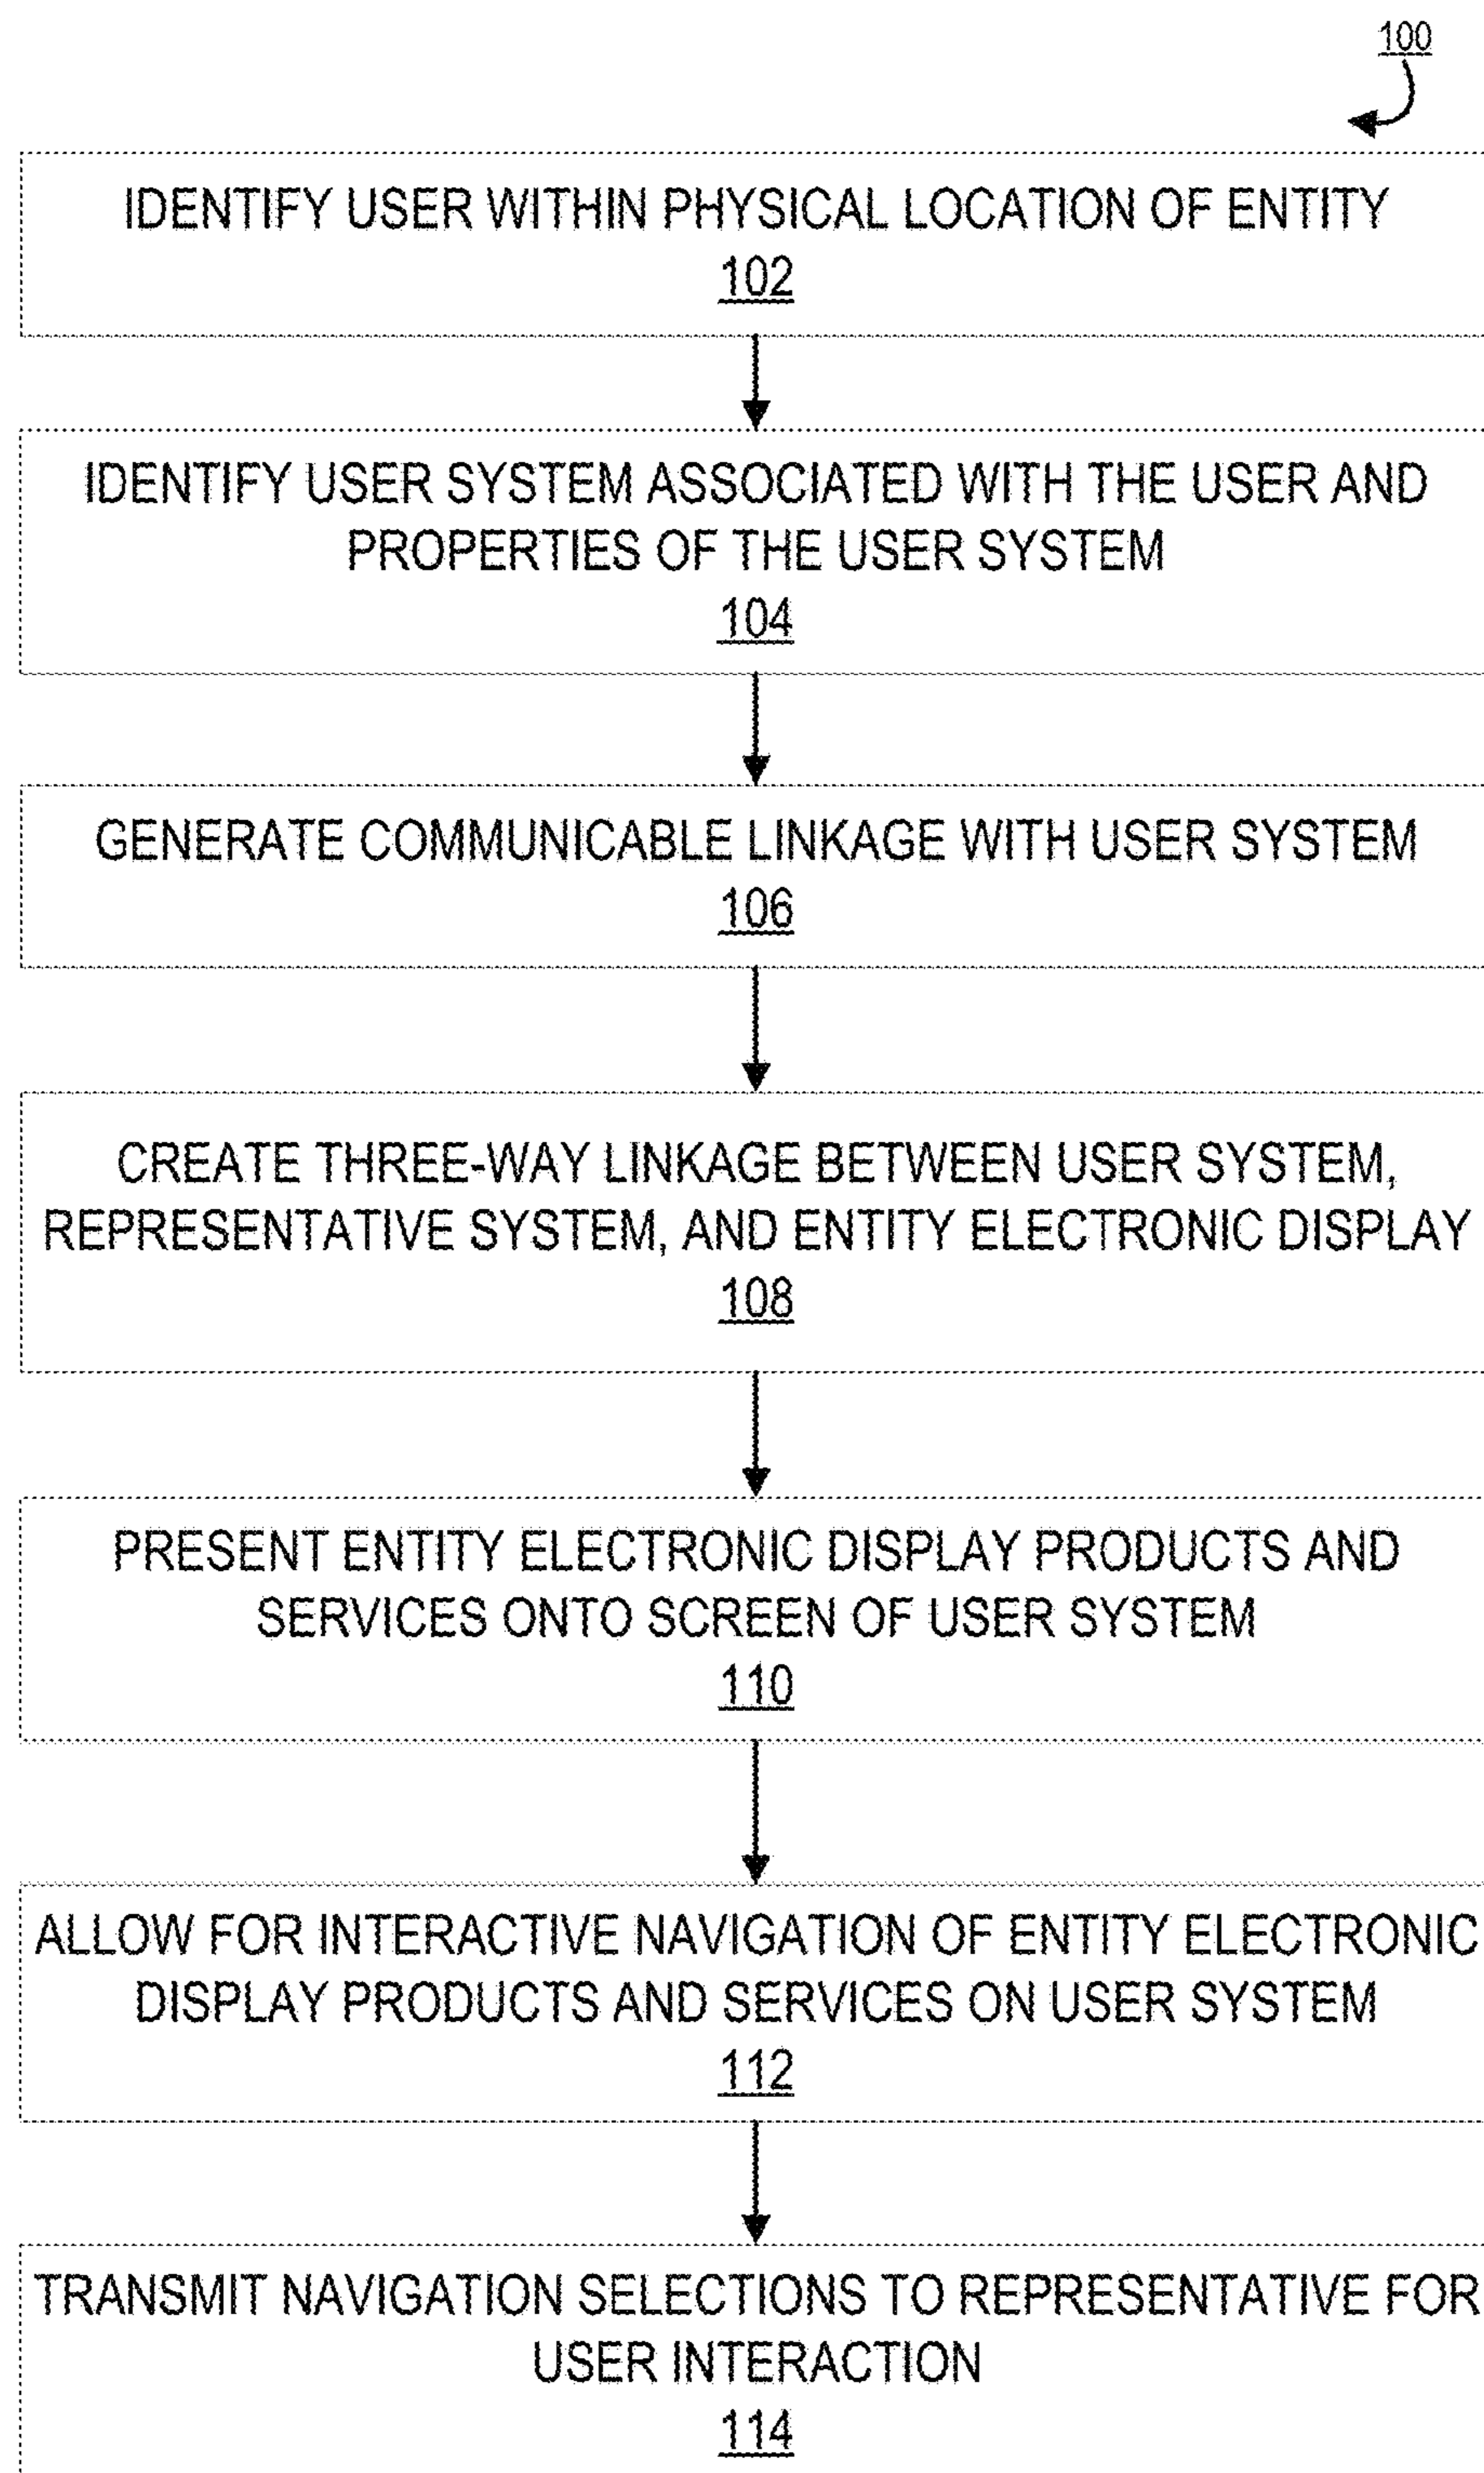 100
IDENTIFY USER WITHIN PHYSICAL LOCATION OF ENTITY
102
IDENTIFY USER SYSTEM ASSOCIATED WITH THE USER AND
PROPERTIES OF THE USER SYSTEM
104
GENERATE COMMUNICABLE LINKAGE WITH USER SYSTEM
106
CREATE THREE-WAY LINKAGE BETWEEN USER SYSTEM,
REPRESENTATIVE SYSTEM, AND ENTITY ELECTRONIC DISPLAY
108
PRESENT ENTITY ELECTRONIC DISPLAY PRODUCTS AND
SERVICES ONTO SCREEN OF USER SYSTEM
110
ALLOW FOR INTERACTIVE NAVIGATION OF ENTITY ELECTRONIC
DISPLAY PRODUCTS AND SERVICES ON USER SYSTEM
112
TRANSMIT NAVIGATION SELECTIONS TO REPRESENTATIVE FOR
USER INTERACTION
114